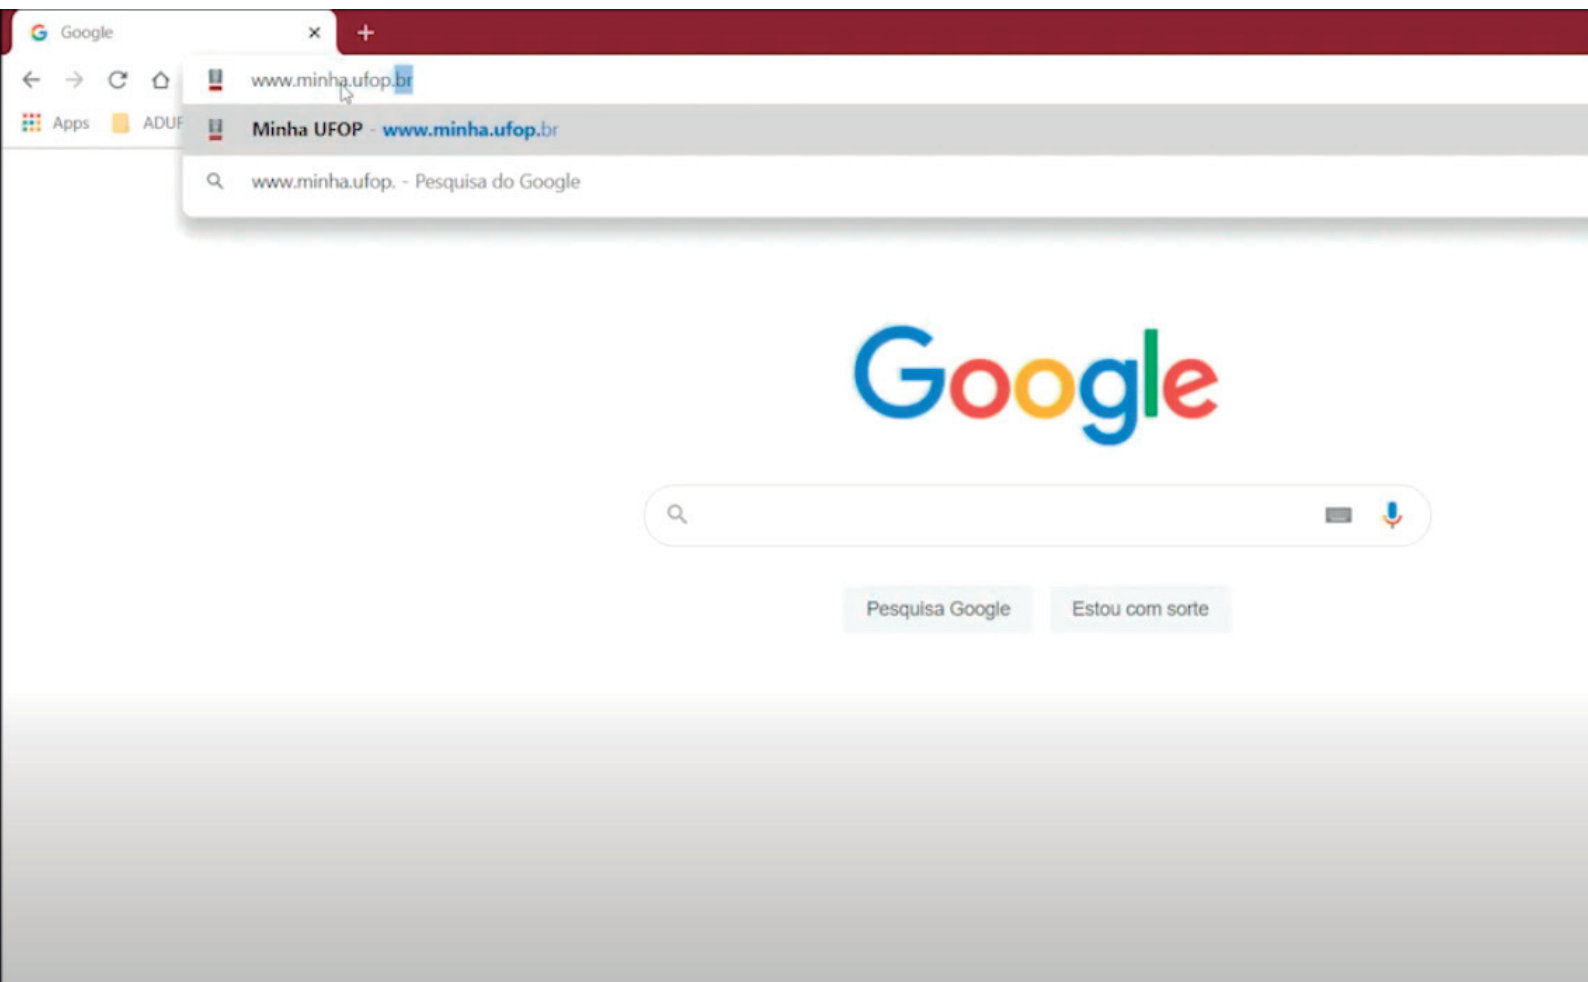 Google
www.minha.ufop.br
Apps ADUF
Minha UFOP - www.minha.ufop.br
www.minha.ufop. - Pesquisa do Google
Google
Pesquisa Google Estou com sorte